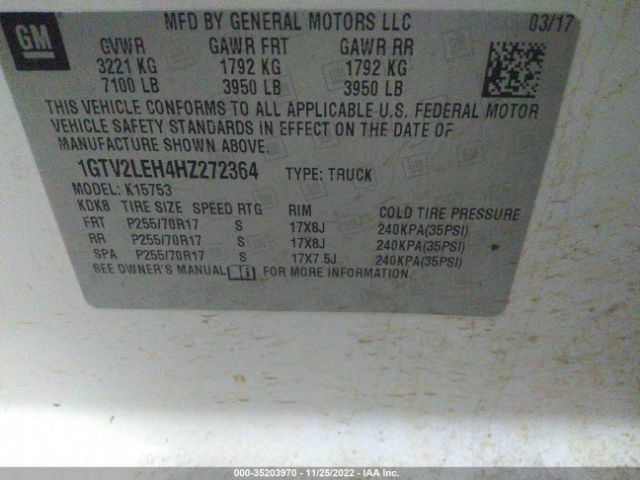 GM
MFD BY GENERAL MOTORS LLC 03/17
GVWR GAWR FRT GAWR RR
3221 KG 1792 KG 1792 KG
7100 LB 3950 LB 3950 LB
THIS VEHICLE CONFORMS TO ALL APPLICABLE U.S. FEDERAL MOTOR
VEHICLE SAFETY STANDARDS IN EFFECT ON THE DATE OF
MANUFACTURE SHOWN ABOVE.
1GTV2LEH4HZ272364 TYPE: TRUCK
MODEL: K15753
KDK8 TIRE SIZE SPEED RTG RIM COLD TIRE PRESSURE
FRT P255/70R17 S 17X8J 240KPA(35PSI)
RR P255/70R17 S 17X8J 240KPA(35PSI)
SPA P255/70R17 S 17X7.5J 240KPA(35PSI)
SEE OWNER'S MANUAL FOR MORE INFORMATION.
000-35203970 - 11/25/2022 - IAA Inc.